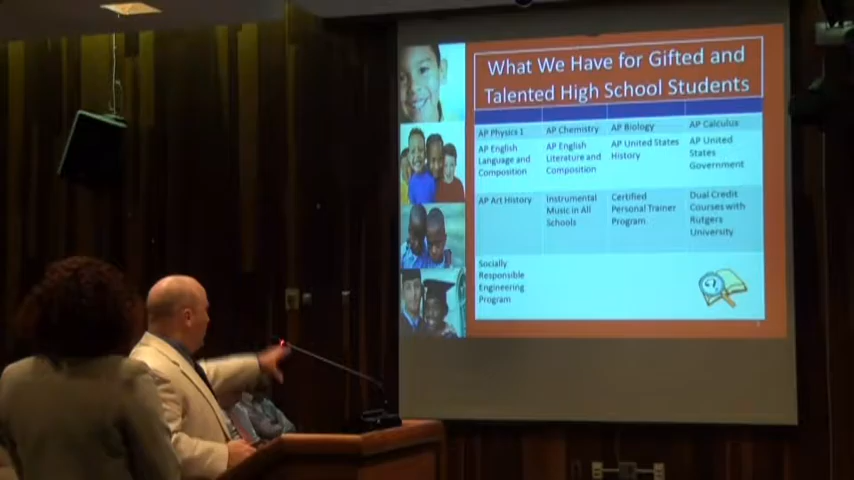 What We Have for Gifted and
Talented High School Students
AP Physics 1
AP Chemistry
AP Biology
AP Calculus
AP English
Language and
Composition
AP English
Literature and
Composition
AP United States
History
AP United
States
Government
AP Art History
Instrumental
Music in All
Schools
Certified
Personal Trainer
Program
Dual Credit
Courses with
Rutgers
University
Socially
Responsible
Engineering
Program